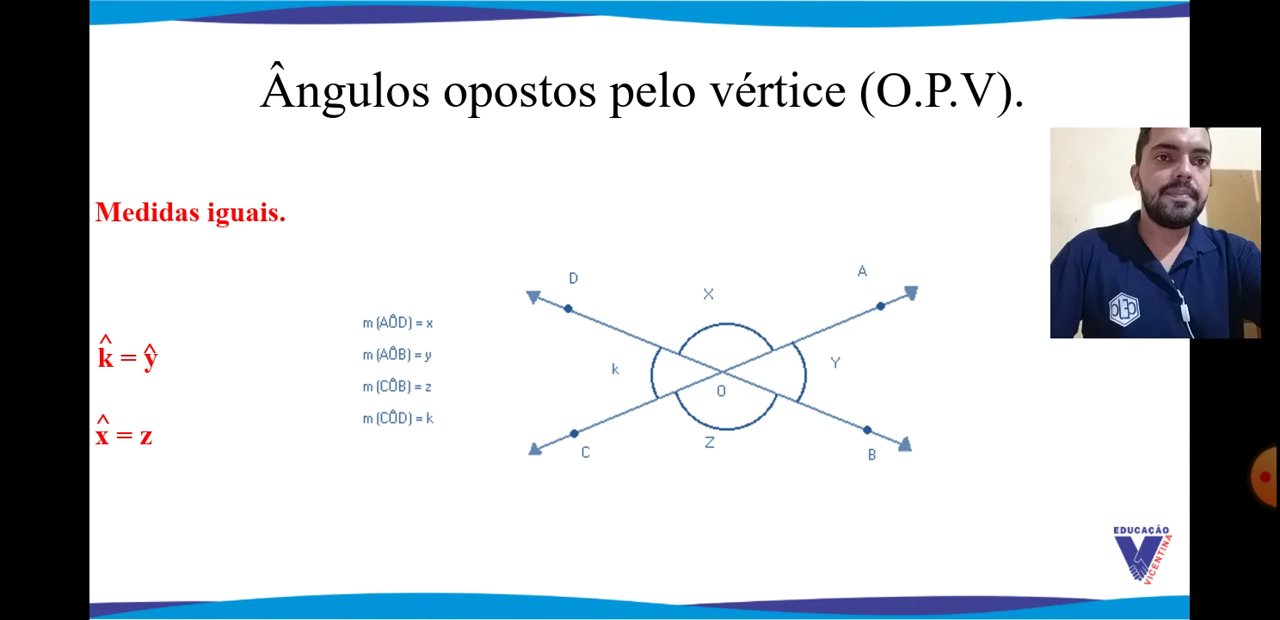 Ângulos opostos pelo vértice (O.P.V).
Medidas iguais.
k̂ = ŷ
x̂ = z
m (AÔD) = x
m (AÔB) = y
m (CÔB) = z
m (CÔD) = k
D
X
A
k
O
Y
C
Z
B
EDUCAÇÃO
VICENTINA